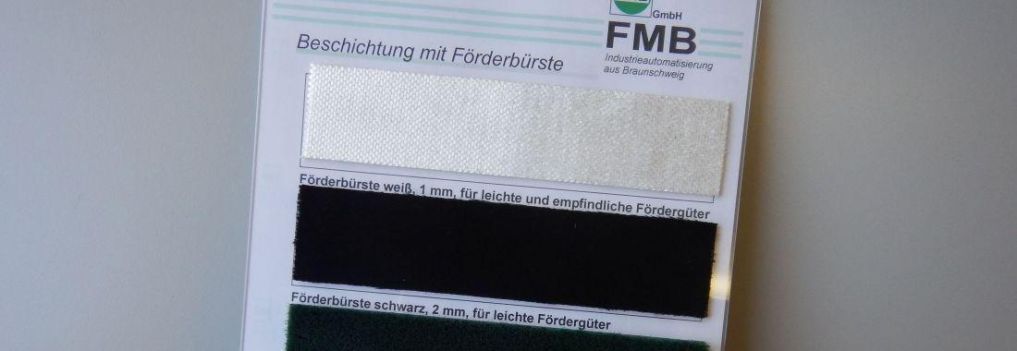 GmbH
FMB
Industrieautomatisierung
aus Braunschweig
Beschichtung mit Förderbürste
Förderbürste weiß, 1 mm, für leichte und empfindliche Fördergüter
Förderbürste schwarz, 2 mm, für leichte Fördergüter